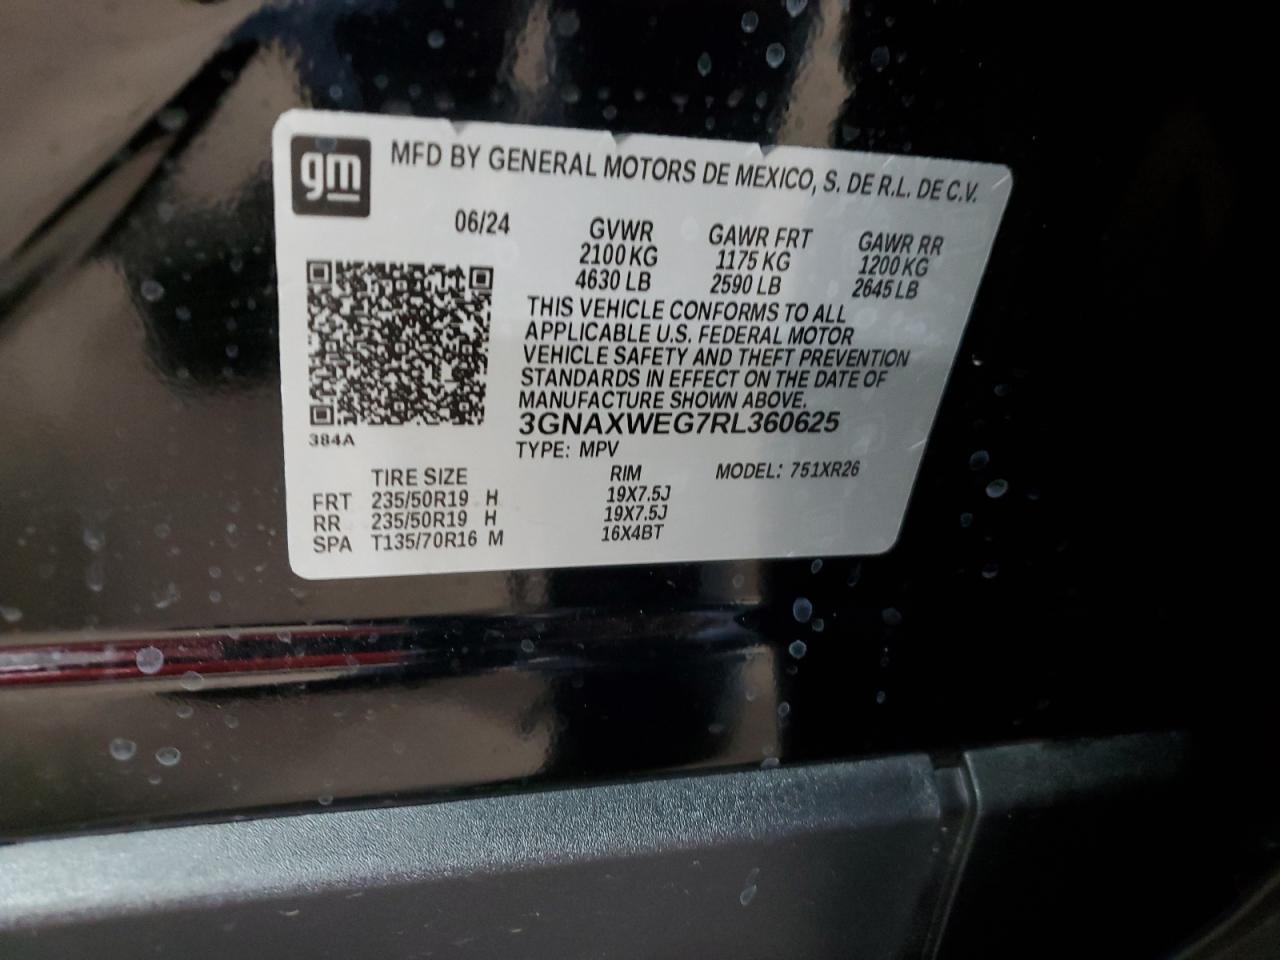 gm
MFD BY GENERAL MOTORS DE MEXICO, S. DE R.L. DE C.V.
06/24 GVWR GAWR FRT GAWR RR
2100 KG 1175 KG 1200 KG
4630 LB 2590 LB 2645 LB
THIS VEHICLE CONFORMS TO ALL
APPLICABLE U.S. FEDERAL MOTOR
VEHICLE SAFETY AND THEFT PREVENTION
STANDARDS IN EFFECT ON THE DATE OF
MANUFACTURE SHOWN ABOVE.
3GNAXWEG7RL360625
384A
TYPE: MPV MODEL: 751XR26
TIRE SIZE RIM
FRT 235/50R19 H 19X7.5J
RR 235/50R19 H 19X7.5J
SPA T135/70R16 M 16X4BT